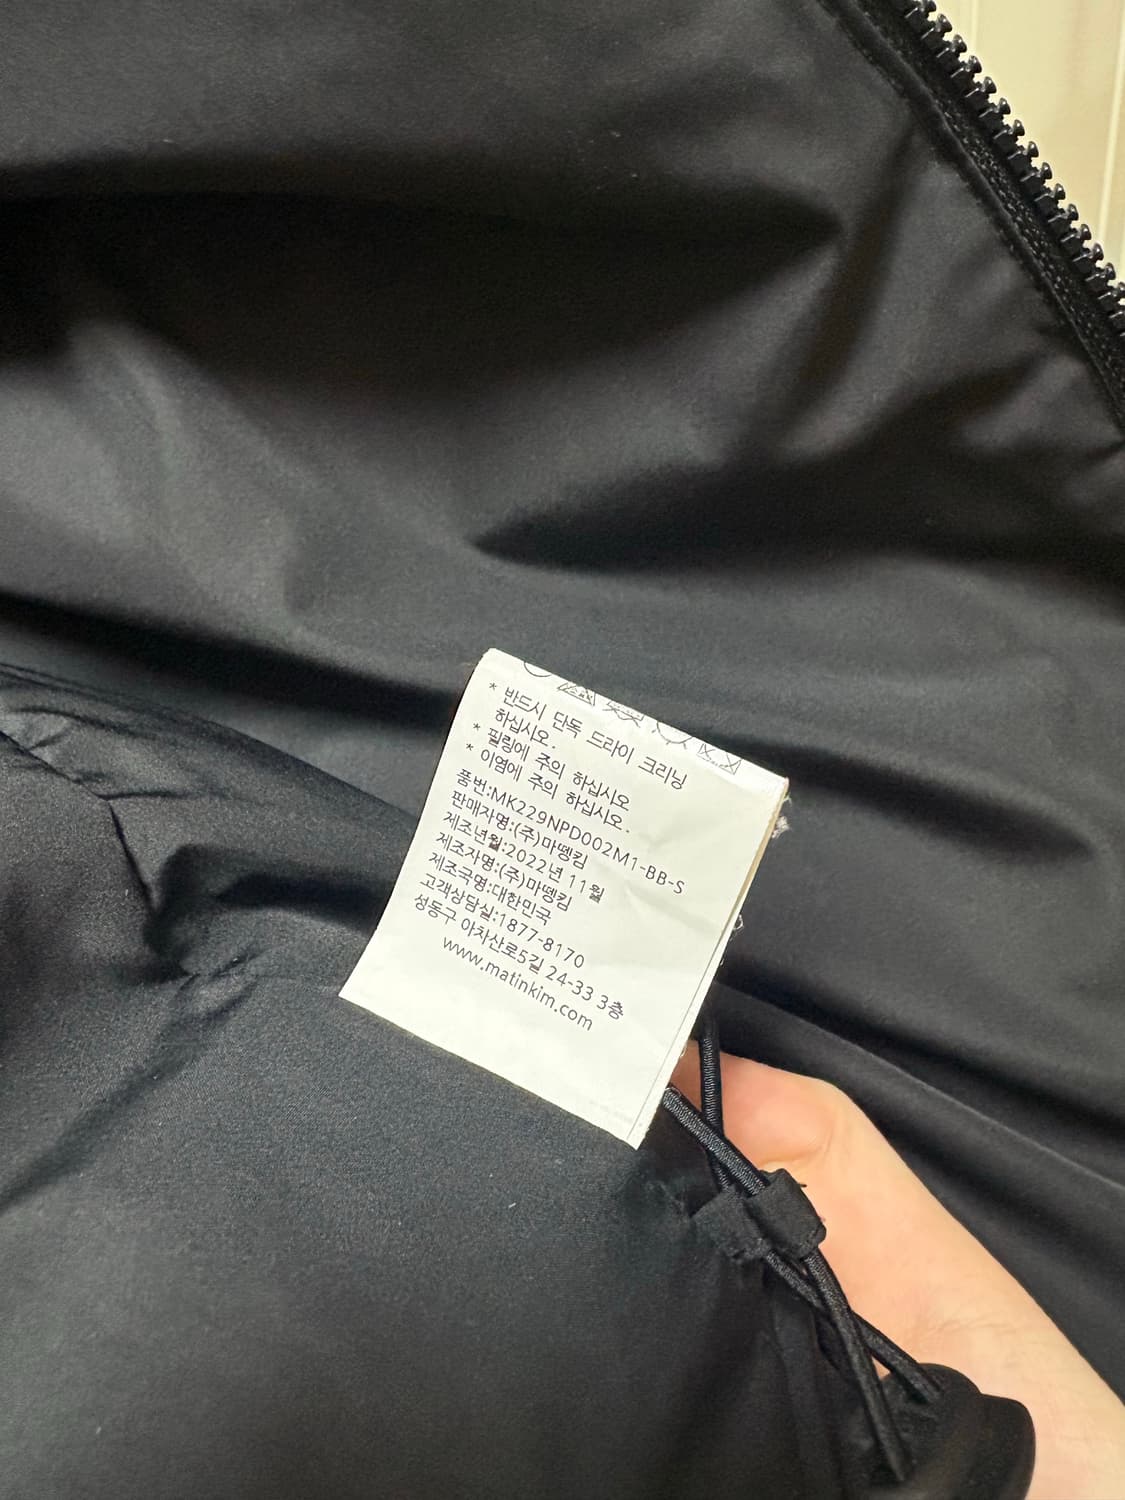 * 반드시 단독 드라이 크리닝
하십시오.
* 필링에 주의 하십시오
* 이염에 주의 하십시오.
품번:MK229NPD002M1-BB-S
판매자명:(주)마뗑킴
제조년월:2022년 11월
제조자명:(주)마뗑킴
제조국명:대한민국
고객상담실:1877-8170
성동구 아차산로5길 24-33 3층
www.matinkim.com